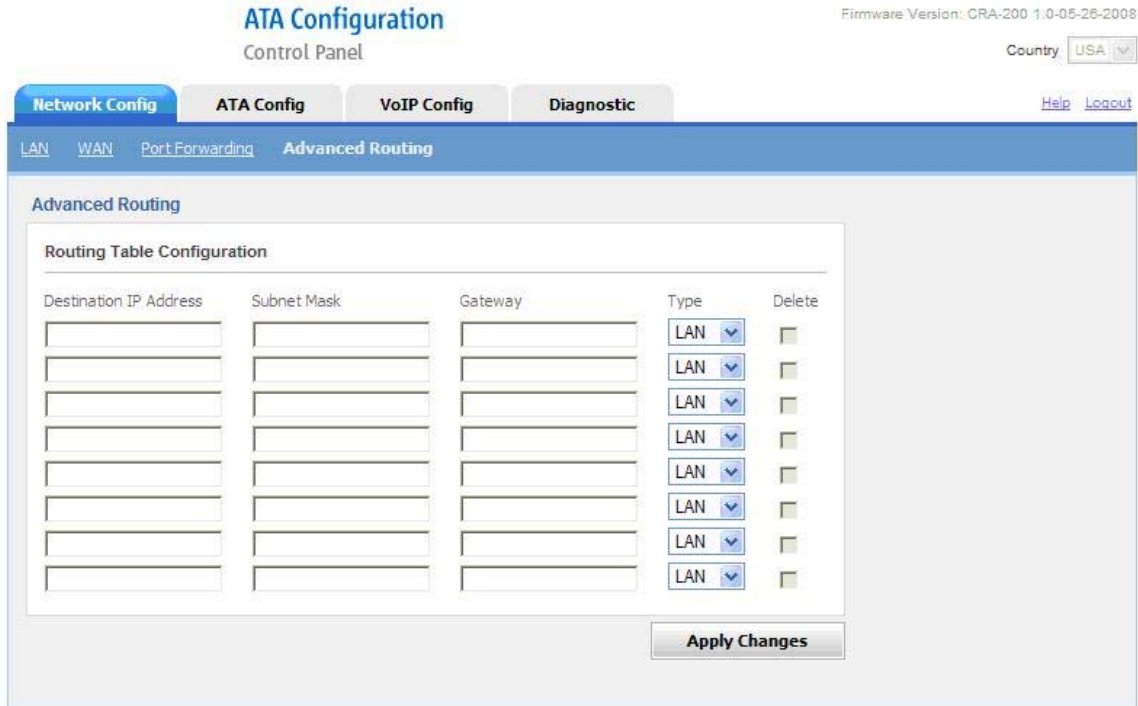 ATA Configuration
Firmware Version: CRA-200 1.0-05-26-2008
Control Panel
Country USA
Network Config ATA Config VoIP Config Diagnostic Help Logout
LAN WAN Port Forwarding Advanced Routing
Advanced Routing
Routing Table Configuration
Destination IP Address Subnet Mask Gateway Type Delete
LAN
LAN
LAN
LAN
LAN
LAN
LAN
LAN
Apply Changes